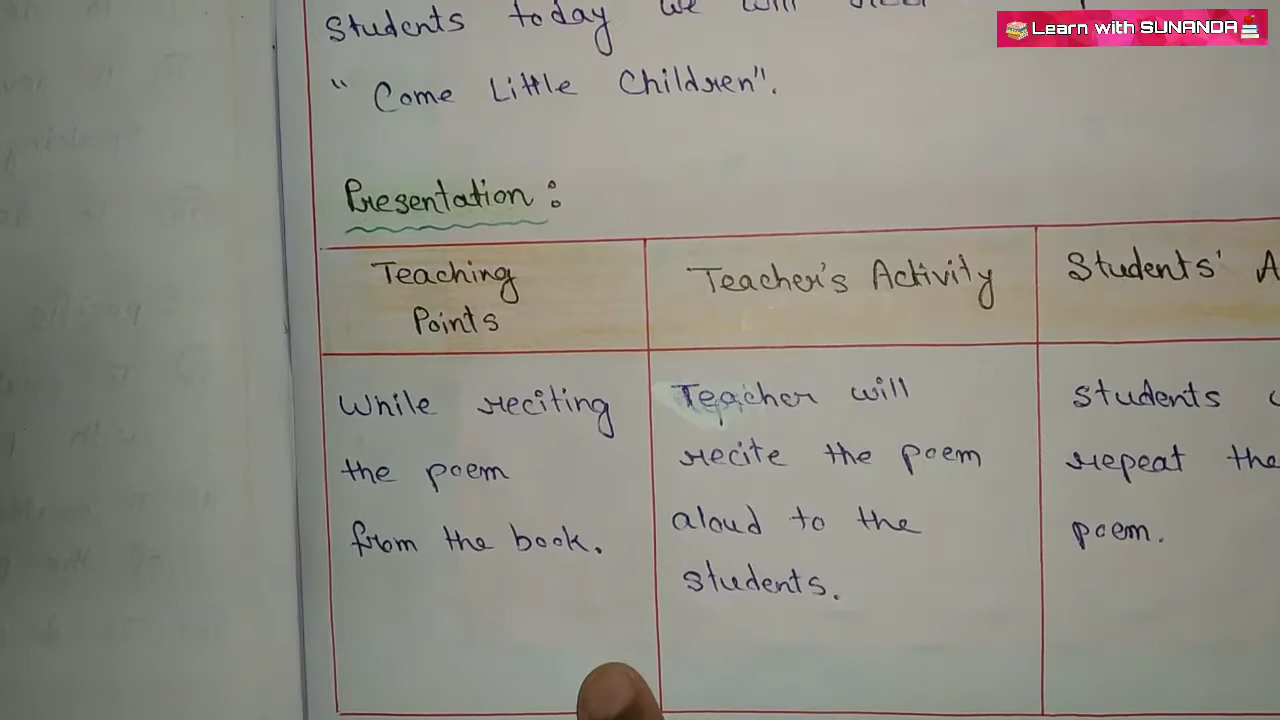 Learn with SUNANDA
Students today we will
"Come Little Children".
Presentation:
Teaching
Points
Teacher's Activity
Students'
While reciting
the poem
from the book.
Teacher will
recite the poem
aloud to the
students.
students
repeat the
poem.